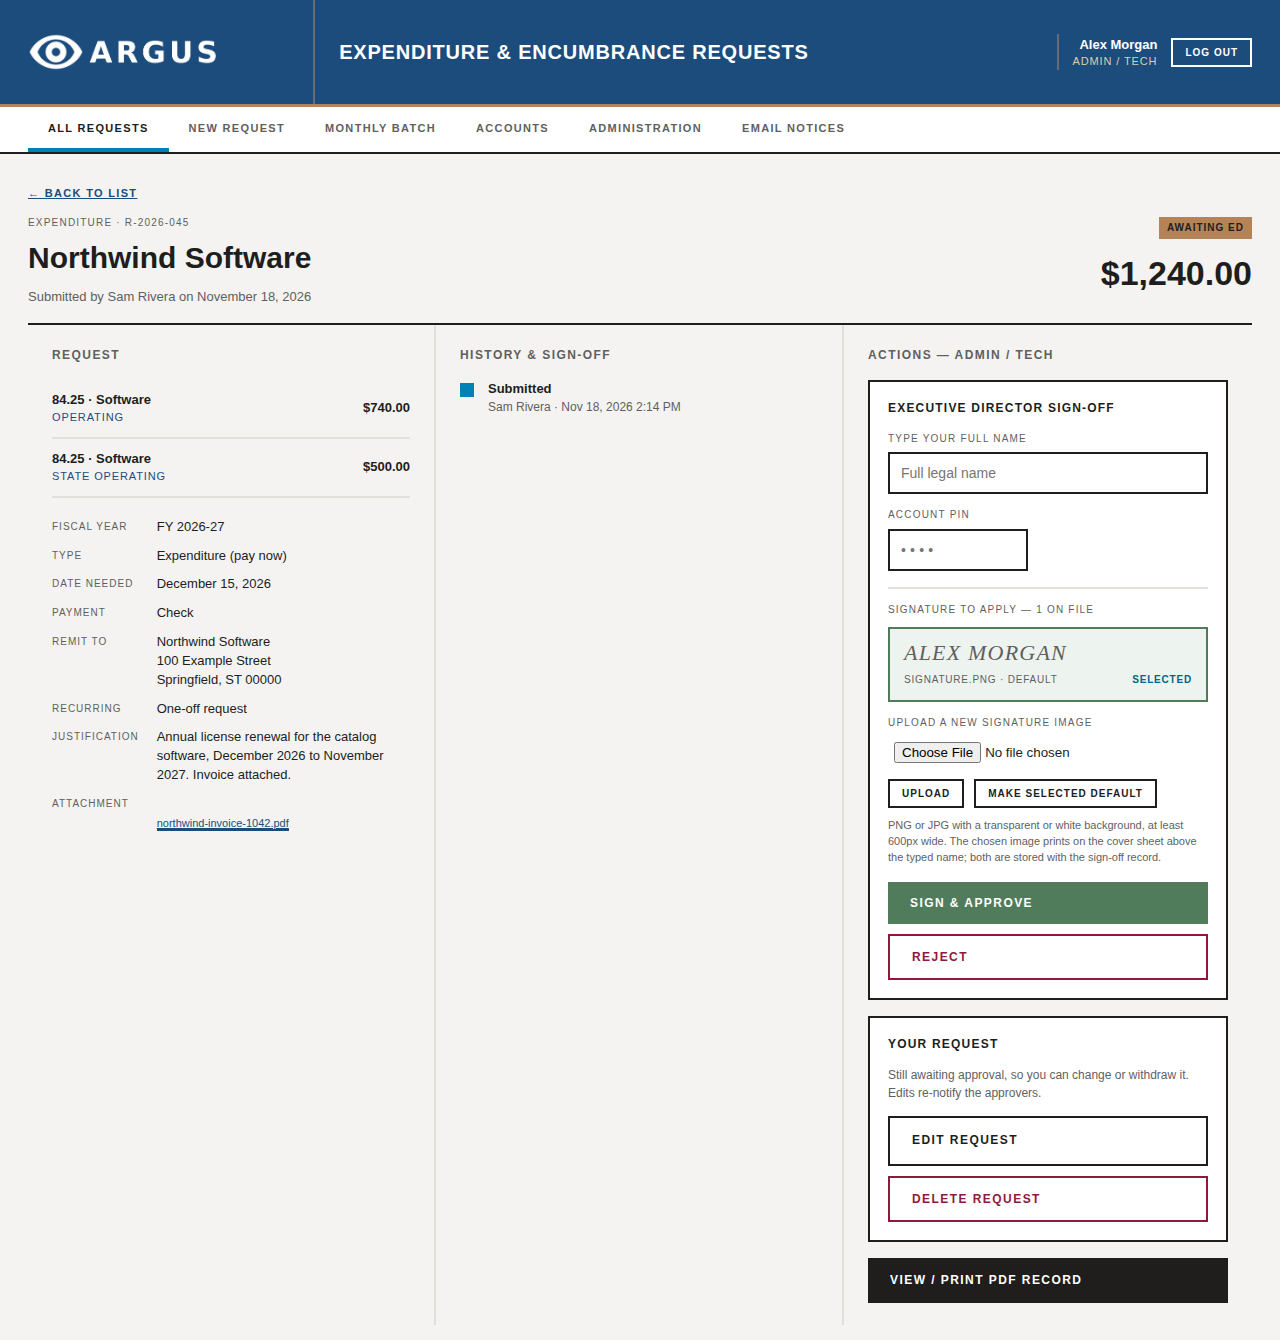 ARGUS
EXPENDITURE & ENCUMBRANCE REQUESTS
Alex Morgan
ADMIN / TECH
LOG OUT
ALL REQUESTS NEW REQUEST MONTHLY BATCH ACCOUNTS ADMINISTRATION EMAIL NOTICES
← BACK TO LIST
EXPENDITURE · R-2026-045
Northwind Software
Submitted by Sam Rivera on November 18, 2026
AWAITING ED
$1,240.00
REQUEST
84.25 · Software
OPERATING
$740.00
84.25 · Software
STATE OPERATING
$500.00
FISCAL YEAR FY 2026-27
TYPE Expenditure (pay now)
DATE NEEDED December 15, 2026
PAYMENT Check
REMIT TO Northwind Software
100 Example Street
Springfield, ST 00000
RECURRING One-off request
JUSTIFICATION Annual license renewal for the catalog
software, December 2026 to November
2027. Invoice attached.
ATTACHMENT
northwind-invoice-1042.pdf
HISTORY & SIGN-OFF
Submitted
Sam Rivera · Nov 18, 2026 2:14 PM
ACTIONS — ADMIN / TECH
EXECUTIVE DIRECTOR SIGN-OFF
TYPE YOUR FULL NAME
Full legal name
ACCOUNT PIN
••••
SIGNATURE TO APPLY — 1 ON FILE
ALEX MORGAN
SIGNATURE.PNG · DEFAULT SELECTED
UPLOAD A NEW SIGNATURE IMAGE
Choose File No file chosen
UPLOAD MAKE SELECTED DEFAULT
PNG or JPG with a transparent or white background, at least
600px wide. The chosen image prints on the cover sheet above
the typed name; both are stored with the sign-off record.
SIGN & APPROVE
REJECT
YOUR REQUEST
Still awaiting approval, so you can change or withdraw it.
Edits re-notify the approvers.
EDIT REQUEST
DELETE REQUEST
VIEW / PRINT PDF RECORD